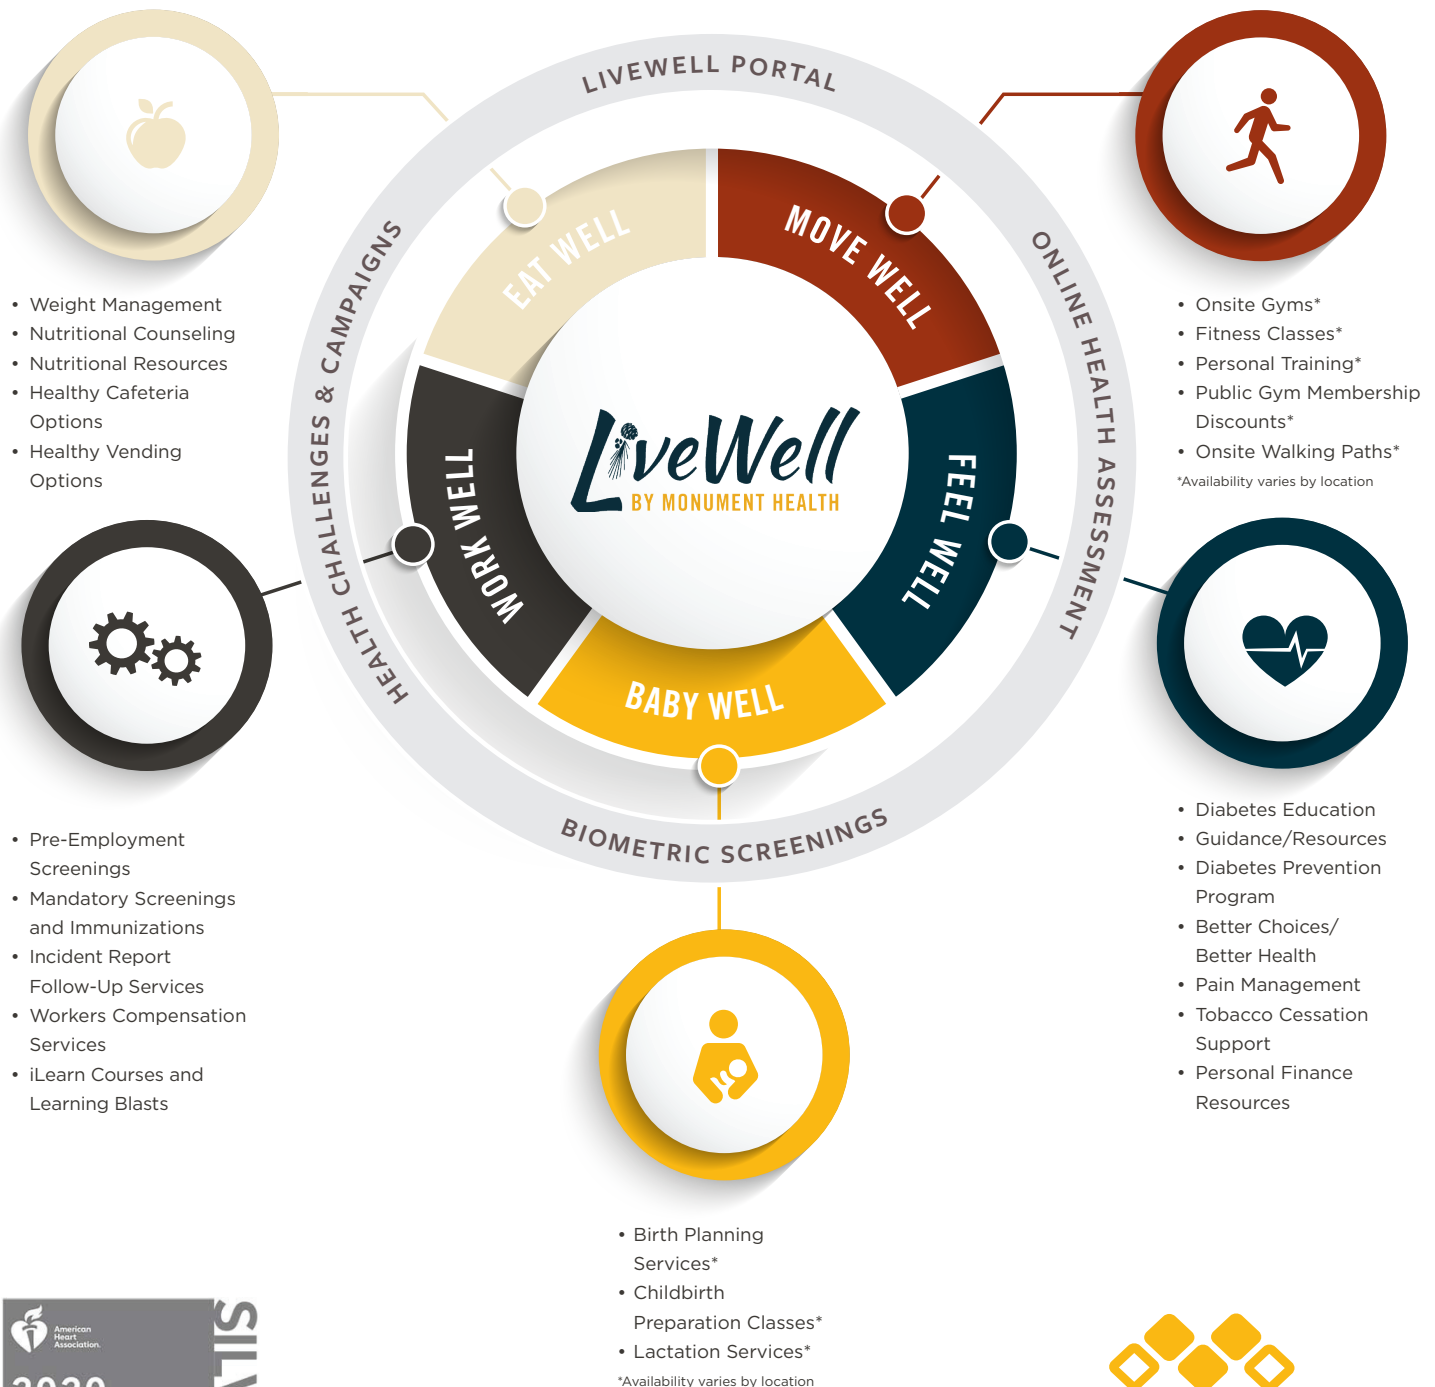 LIVEWELL PORTAL
ONLINE HEALTH ASSESSMENT
HEALTH CHALLENGES & CAMPAIGNS
BIOMETRIC SCREENINGS
EAT WELL
MOVE WELL
FEEL WELL
BABY WELL
WORK WELL
LiveWell
BY MONUMENT HEALTH
• Weight Management
• Nutritional Counseling
• Nutritional Resources
• Healthy Cafeteria
Options
• Healthy Vending
Options
• Onsite Gyms*
• Fitness Classes*
• Personal Training*
• Public Gym Membership
Discounts*
• Onsite Walking Paths*
*Availability varies by location
• Pre-Employment
Screenings
• Mandatory Screenings
and Immunizations
• Incident Report
Follow-Up Services
• Workers Compensation
Services
• iLearn Courses and
Learning Blasts
• Diabetes Education
• Guidance/Resources
• Diabetes Prevention
Program
• Better Choices/
Better Health
• Pain Management
• Tobacco Cessation
Support
• Personal Finance
Resources
• Birth Planning
Services*
• Childbirth
Preparation Classes*
• Lactation Services*
*Availability varies by location
American
Heart
Association.